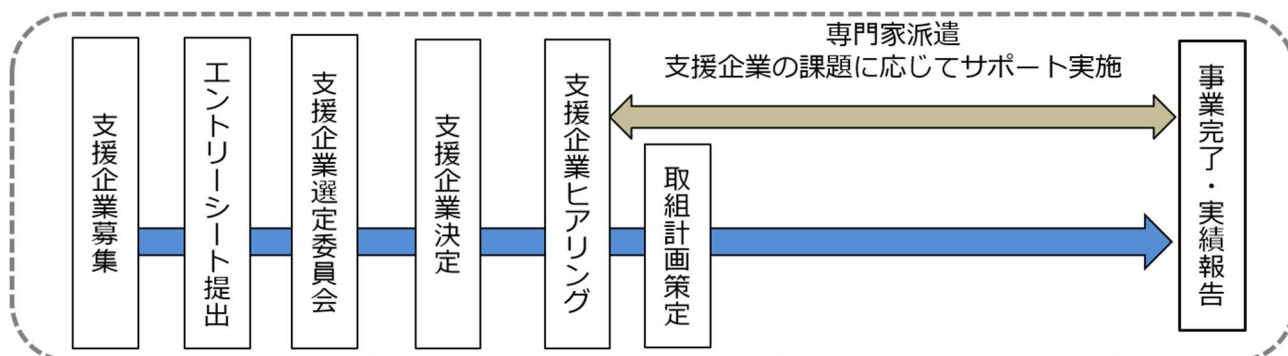 支援企業募集
エントリーシート提出
支援企業選定委員会
支援企業決定
支援企業ヒアリング
専門家派遣
支援企業の課題に応じてサポート実施
取組計画策定
事業完了・実績報告